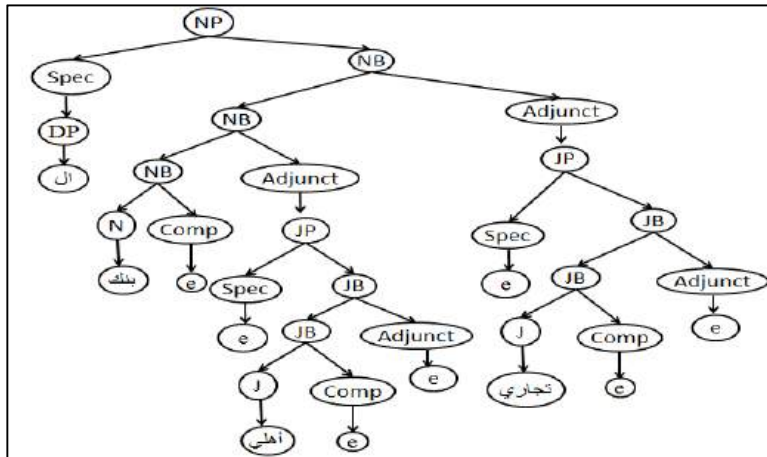 NP
Spec NB
DP NB Adjunct
ال NB Adjunct JP
N Comp JP Spec JB
بنك e Spec JB e JB Adjunct
e JB Adjunct J Comp e
J Comp e تجاري e
أهلي e